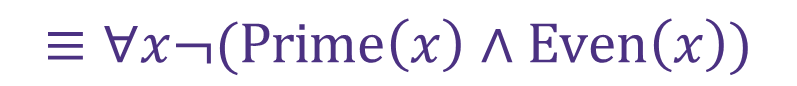 ≡ ∀x¬(Prime(x) ∧ Even(x))